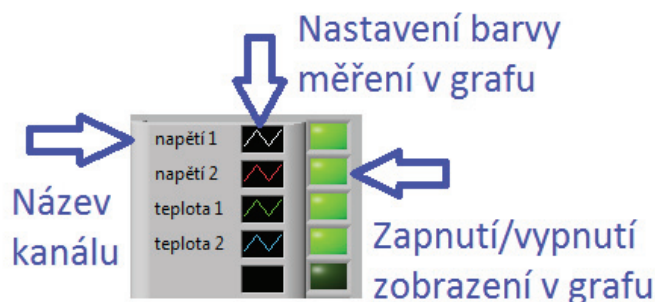 Nastavení barvy
měření v grafu
napětí 1
napětí 2
teplota 1
teplota 2
Název
kanálu
Zapnutí/vypnutí
zobrazení v grafu